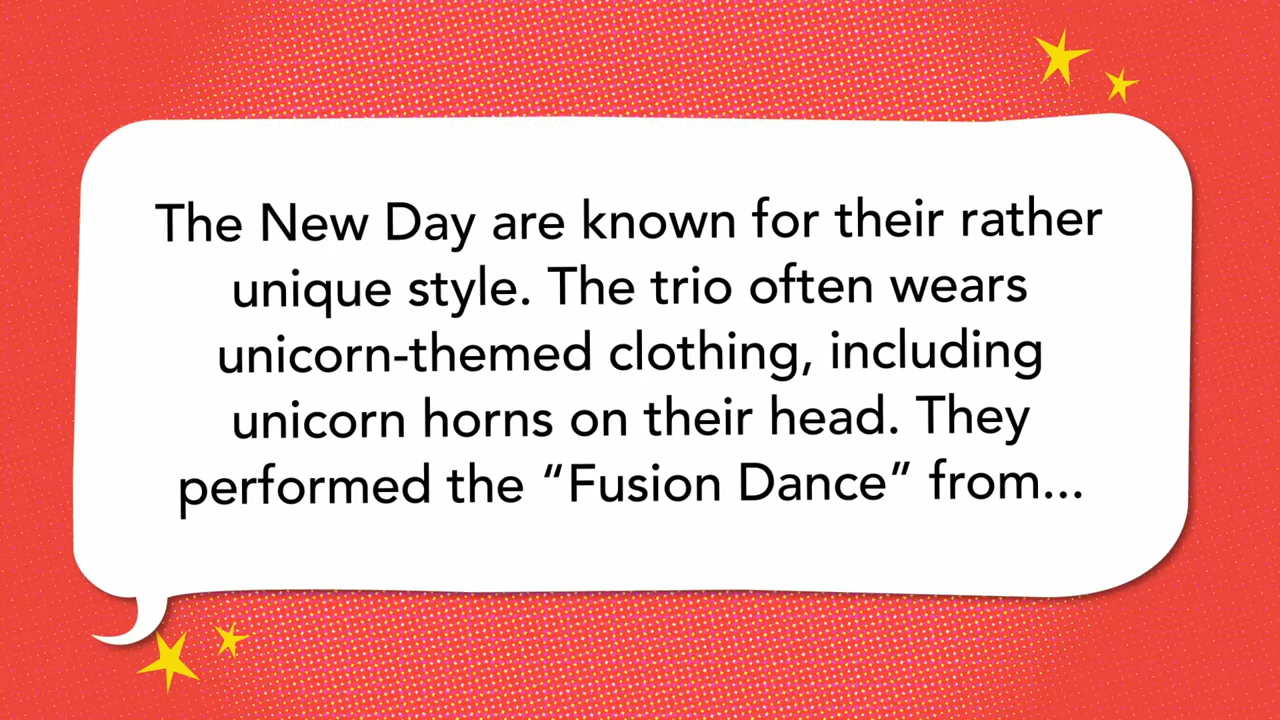 The New Day are known for their rather
unique style. The trio often wears
unicorn-themed clothing, including
unicorn horns on their head. They
performed the “Fusion Dance” from...